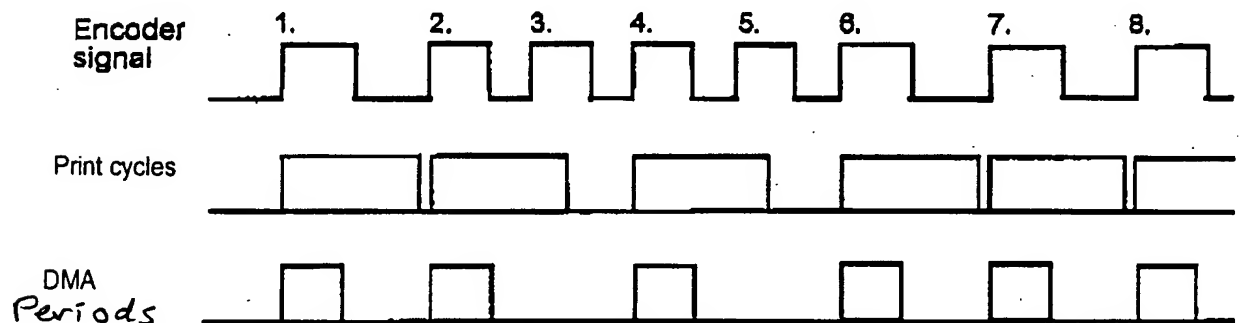 1. 2. 3. 4. 5. 6. 7. 8.
Encoder
signal
Print cycles
DMA
Periods